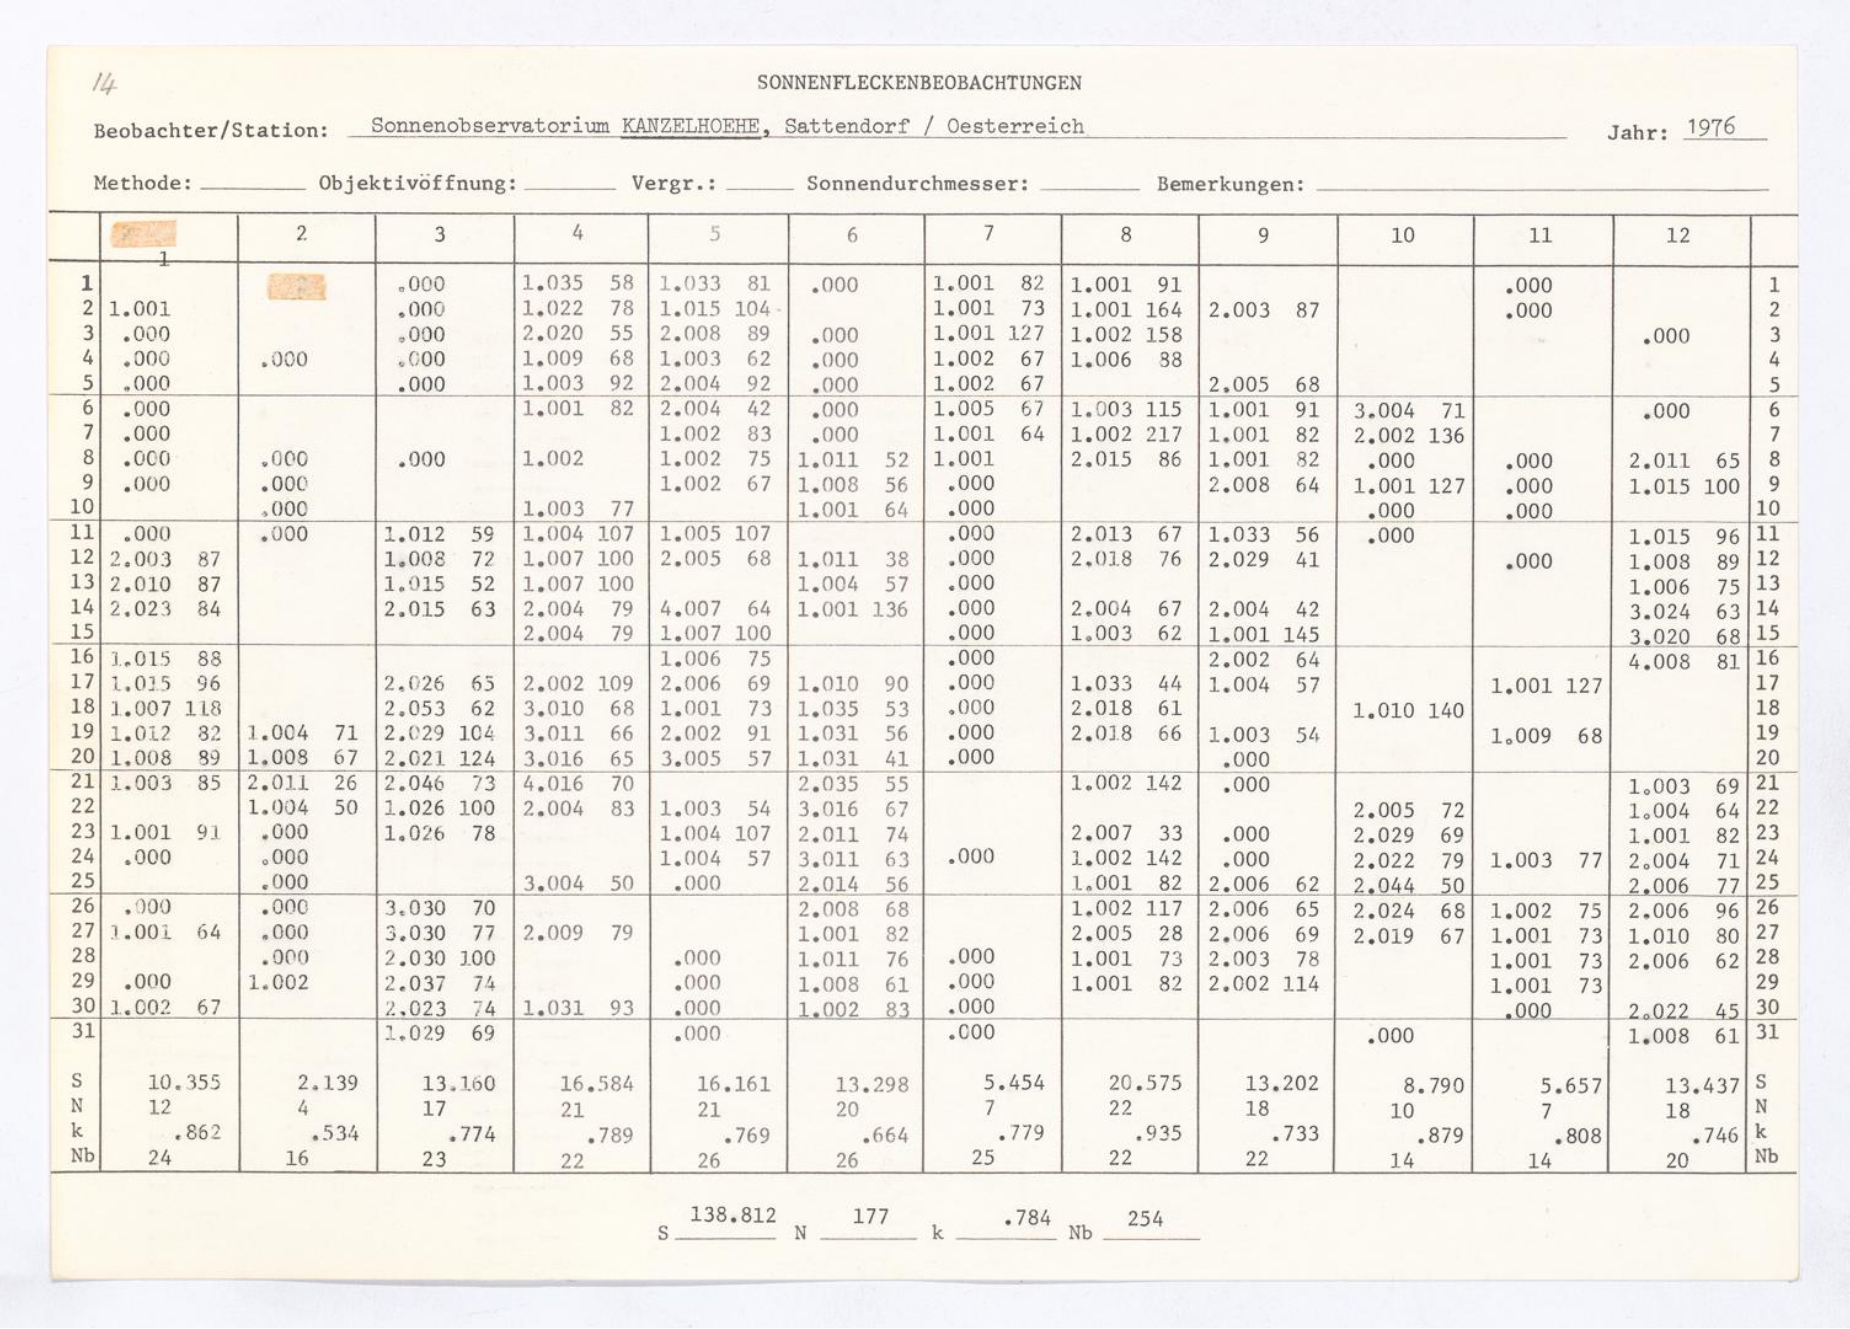 14
SONNENFLECKENBEOBACHTUNGEN
Beobachter/Station: Sonnenobservatorium KANZELHOEHE, Sattendorf / Oesterreich Jahr: 1976
Methode: Objektivöffnung: Vergr.: Sonnendurchmesser: Bemerkungen:
1 2 3 4 5 6 7 8 9 10 11 12
1 .000 1.035 58 1.033 81 .000 1.001 82 1.001 91 .000 1
2 1.001 .000 1.022 78 1.015 104 1.001 73 1.001 164 2.003 87 .000 2
3 .000 .000 2.020 55 2.008 89 .000 1.001 127 1.002 158 .000 3
4 .000 .000 .000 1.009 68 1.003 62 .000 1.002 67 1.006 88 4
5 .000 .000 1.003 92 2.004 92 .000 1.002 67 2.005 68 5
6 .000 1.001 82 2.004 42 .000 1.005 67 1.003 115 1.001 91 3.004 71 .000 6
7 .000 1.002 83 .000 1.001 64 1.002 217 1.001 82 2.002 136 7
8 .000 .000 .000 1.002 1.002 75 1.011 52 1.001 2.015 86 1.001 82 .000 .000 2.011 65 8
9 .000 .000 1.002 67 1.008 56 .000 2.008 64 1.001 127 .000 1.015 100 9
10 .000 1.003 77 1.001 64 .000 .000 .000 10
11 .000 .000 1.012 59 1.004 107 1.005 107 .000 2.013 67 1.033 56 .000 1.015 96 11
12 2.003 87 1.008 72 1.007 100 2.005 68 1.011 38 .000 2.018 76 2.029 41 .000 1.008 89 12
13 2.010 87 1.015 52 1.007 100 1.004 57 .000 1.006 75 13
14 2.023 84 2.015 63 2.004 79 4.007 64 1.001 136 .000 2.004 67 2.004 42 3.024 63 14
15 2.004 79 1.007 100 .000 1.003 62 1.001 145 3.020 68 15
16 1.015 88 1.006 75 .000 2.002 64 4.008 81 16
17 1.015 96 2.026 65 2.002 109 2.006 69 1.010 90 .000 1.033 44 1.004 57 1.001 127 17
18 1.007 118 2.053 62 3.010 68 1.001 73 1.035 53 .000 2.018 61 1.010 140 18
19 1.012 82 1.004 71 2.029 104 3.011 66 2.002 91 1.031 56 .000 2.018 66 1.003 54 1.009 68 19
20 1.008 89 1.008 67 2.021 124 3.016 65 3.005 57 1.031 41 .000 .000 20
21 1.003 85 2.011 26 2.046 73 4.016 70 2.035 55 1.002 142 .000 1.003 69 21
22 1.004 50 1.026 100 2.004 83 1.003 54 3.016 67 2.005 72 1.004 64 22
23 1.001 91 .000 1.026 78 1.004 107 2.011 74 2.007 33 .000 2.029 69 1.001 82 23
24 .000 .000 1.004 57 3.011 63 .000 1.002 142 .000 2.022 79 1.003 77 2.004 71 24
25 .000 3.004 50 .000 2.014 56 1.001 82 2.006 62 2.044 50 2.006 77 25
26 .000 .000 3.030 70 2.008 68 1.002 117 2.006 65 2.024 68 1.002 75 2.006 96 26
27 1.001 64 .000 3.030 77 2.009 79 1.001 82 2.005 28 2.006 69 2.019 67 1.001 73 1.010 80 27
28 .000 2.030 100 .000 1.011 76 .000 1.001 73 2.003 78 1.001 73 2.006 62 28
29 .000 1.002 2.037 74 .000 1.008 61 .000 1.001 82 2.002 114 1.001 73 29
30 1.002 67 2.023 74 1.031 93 .000 1.002 83 .000 .000 2.022 45 30
31 1.029 69 .000 .000 .000 1.008 61 31
S 10.355 2.139 13.160 16.584 16.161 13.298 5.454 20.575 13.202 8.790 5.657 13.437 S
N 12 4 17 21 21 20 7 22 18 10 7 18 N
k .862 .534 .774 .789 .769 .664 .779 .935 .733 .879 .808 .746 k
Nb 24 16 23 22 26 26 25 22 22 14 14 20 Nb
S 138.812 N 177 k .784 Nb 254